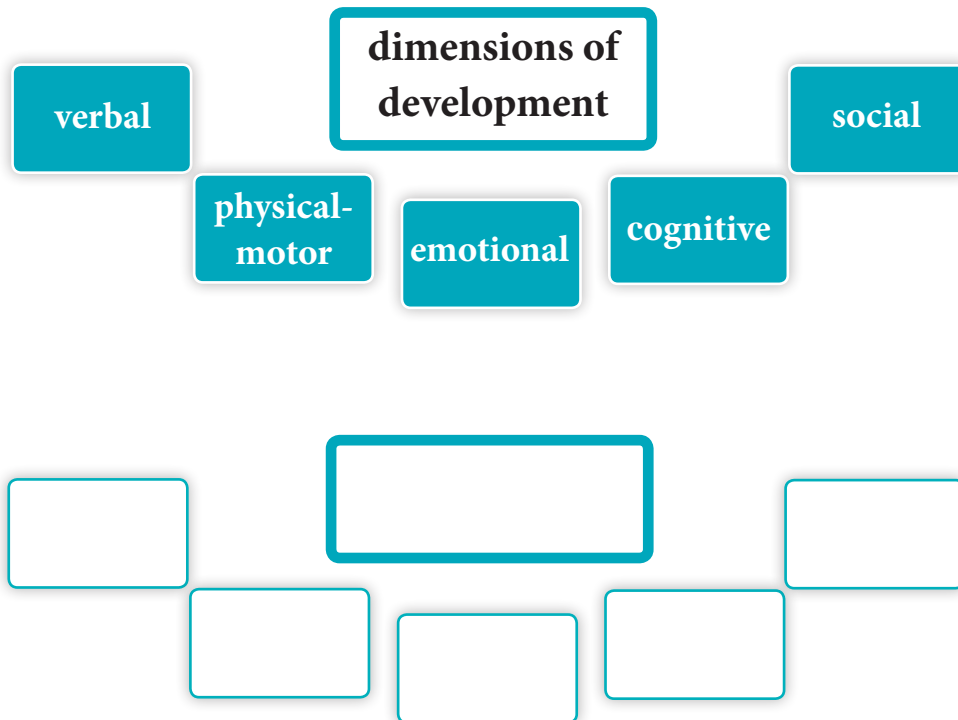 dimensions of
development
verbal
social
physical-
motor
emotional
cognitive